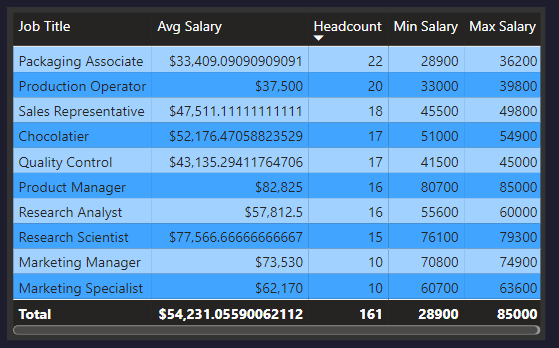 Job Title Avg Salary Headcount Min Salary Max Salary
Packaging Associate $33,409.09090909091 22 28900 36200
Production Operator $37,500 20 33000 39800
Sales Representative $47,511.11111111111 18 45500 49800
Chocolatier $52,176.47058823529 17 51000 54900
Quality Control $43,135.29411764706 17 41500 45000
Product Manager $82,825 16 80700 85000
Research Analyst $57,812.5 16 55600 60000
Research Scientist $77,566.66666666667 15 76100 79300
Marketing Manager $73,530 10 70800 74900
Marketing Specialist $62,170 10 60700 63600
Total $54,231.05590062112 161 28900 85000